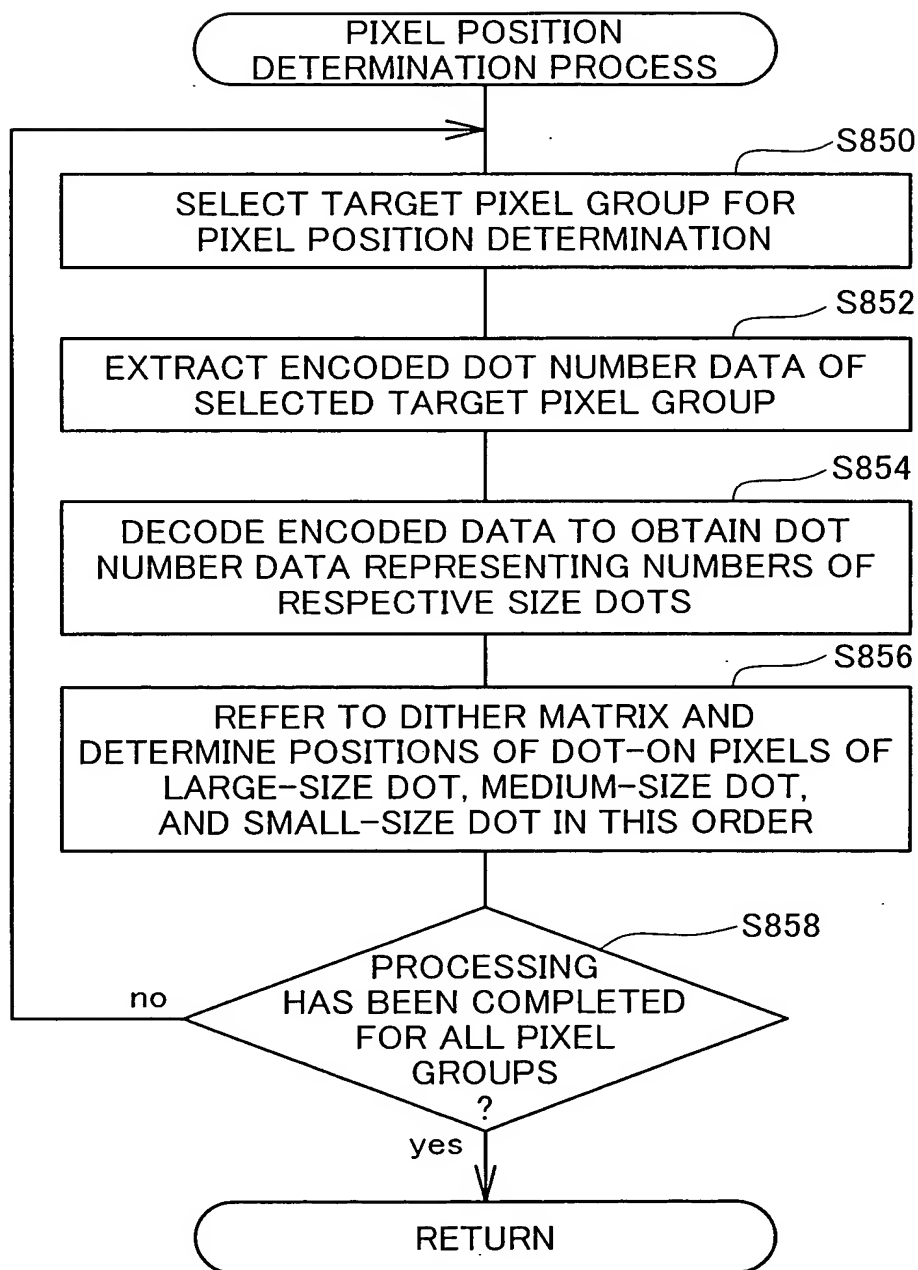 PIXEL POSITION
DETERMINATION PROCESS
S850
SELECT TARGET PIXEL GROUP FOR
PIXEL POSITION DETERMINATION
S852
EXTRACT ENCODED DOT NUMBER DATA OF
SELECTED TARGET PIXEL GROUP
S854
DECODE ENCODED DATA TO OBTAIN DOT
NUMBER DATA REPRESENTING NUMBERS OF
RESPECTIVE SIZE DOTS
S856
REFER TO DITHER MATRIX AND
DETERMINE POSITIONS OF DOT-ON PIXELS OF
LARGE-SIZE DOT, MEDIUM-SIZE DOT,
AND SMALL-SIZE DOT IN THIS ORDER
S858
PROCESSING
HAS BEEN COMPLETED
FOR ALL PIXEL
GROUPS
?
no
yes
RETURN